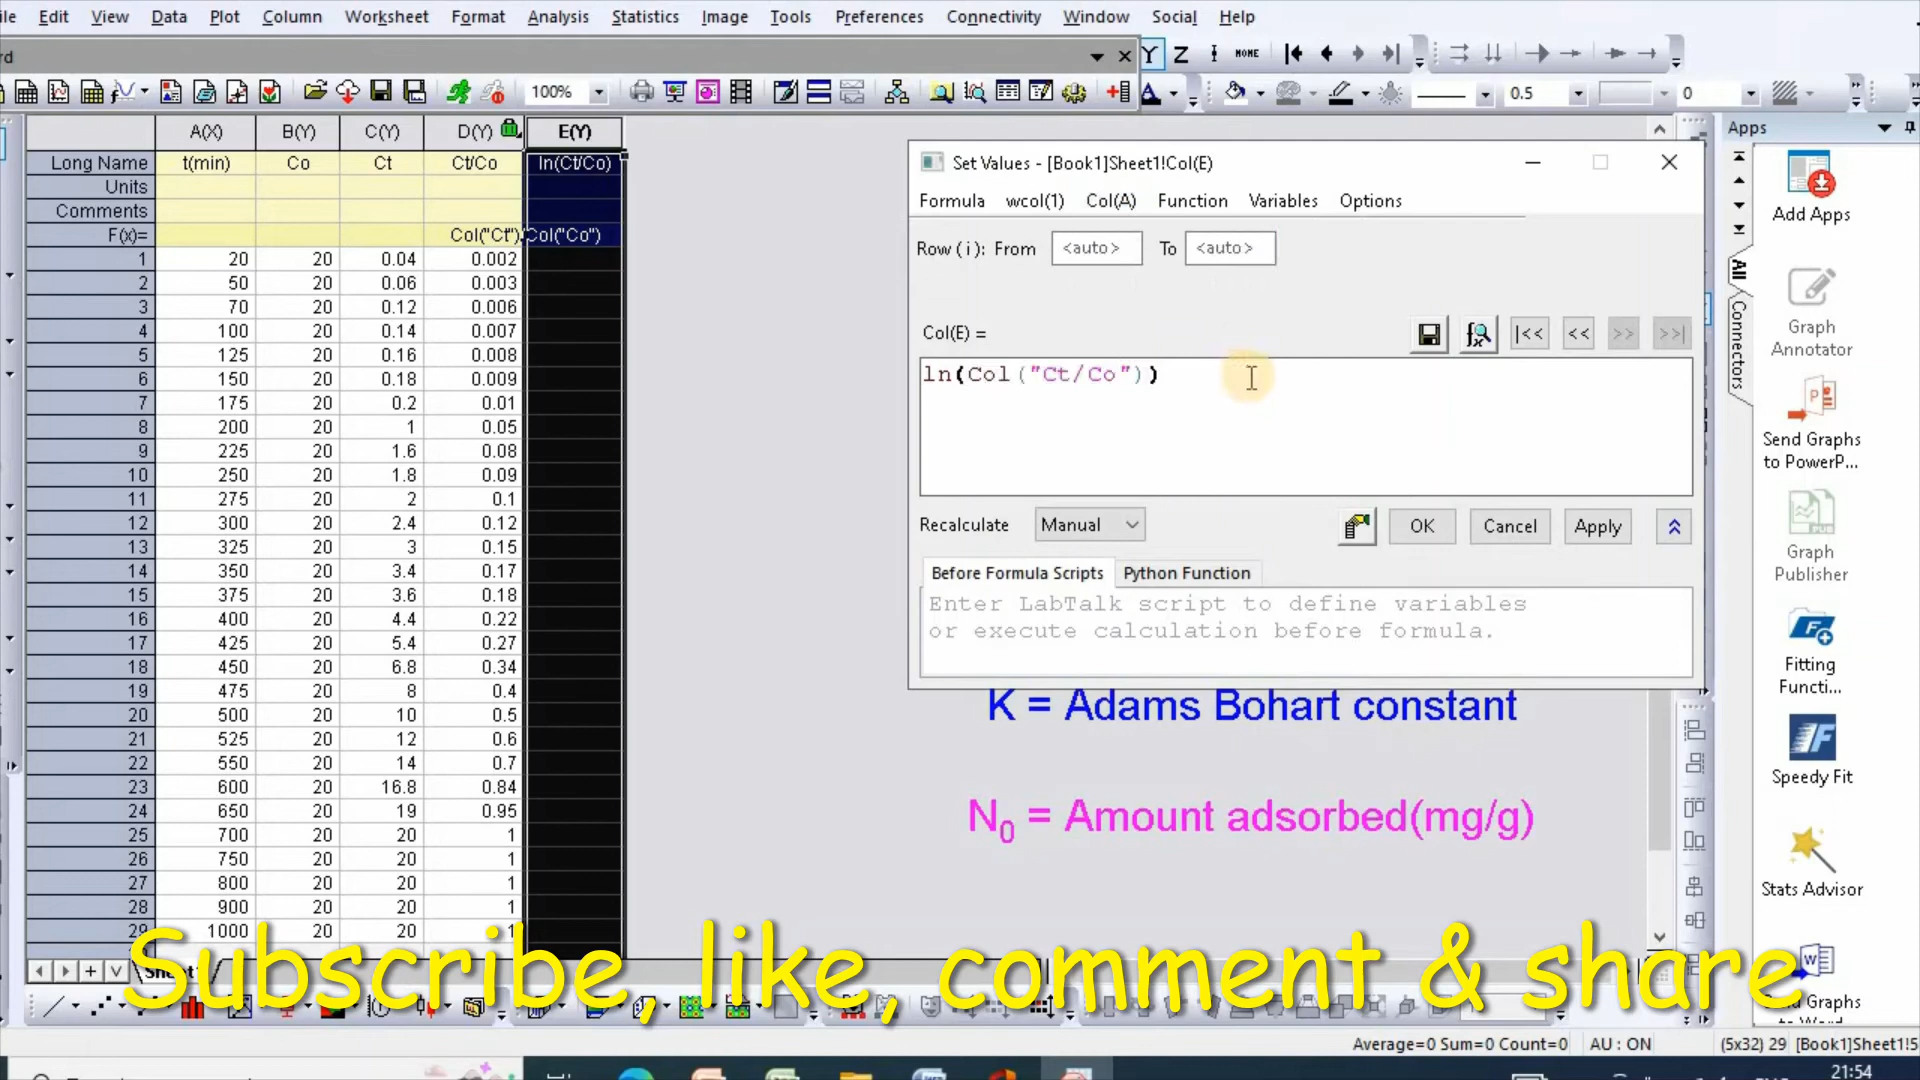 ile Edit View Data Plot Column Worksheet Format Analysis Statistics Image Tools Preferences Connectivity Window Social Help
rd
Y Z HOME
100% 0.5 0
A(X) B(Y) C(Y) D(Y) E(Y)
Long Name t(min) Co Ct Ct/Co ln(Ct/Co)
Units
Comments
F(x)= Col("Ct") Col("Co")
1 20 20 0.04 0.002
2 50 20 0.06 0.003
3 70 20 0.12 0.006
4 100 20 0.14 0.007
5 125 20 0.16 0.008
6 150 20 0.18 0.009
7 175 20 0.2 0.01
8 200 20 1 0.05
9 225 20 1.6 0.08
10 250 20 1.8 0.09
11 275 20 2 0.1
12 300 20 2.4 0.12
13 325 20 3 0.15
14 350 20 3.4 0.17
15 375 20 3.6 0.18
16 400 20 4.4 0.22
17 425 20 5.4 0.27
18 450 20 6.8 0.34
19 475 20 8 0.4
20 500 20 10 0.5
21 525 20 12 0.6
22 550 20 14 0.7
23 600 20 16.8 0.84
24 650 20 19 0.95
25 700 20 20 1
26 750 20 20 1
27 800 20 20 1
28 900 20 20 1
29 1000 20 20 1
Set Values - [Book1]Sheet1!Col(E)
Formula wcol(1) Col(A) Function Variables Options
Row (i): From <auto> To <auto>
Col(E) = |<< << >> >>|
ln(Col("Ct/Co"))
Recalculate Manual OK Cancel Apply
Before Formula Scripts Python Function
Enter LabTalk script to define variables
or execute calculation before formula.
K = Adams Bohart constant
N0 = Amount adsorbed(mg/g)
Apps
All
Connectors
Add Apps
Graph
Annotator
Send Graphs
to PowerP...
Graph
Publisher
Fitting
Functi...
Speedy Fit
Stats Advisor
Subscribe, like, comment & share
Average=0 Sum=0 Count=0 AU : ON (5x32) 29 [Book1]Sheet1!5
21:54